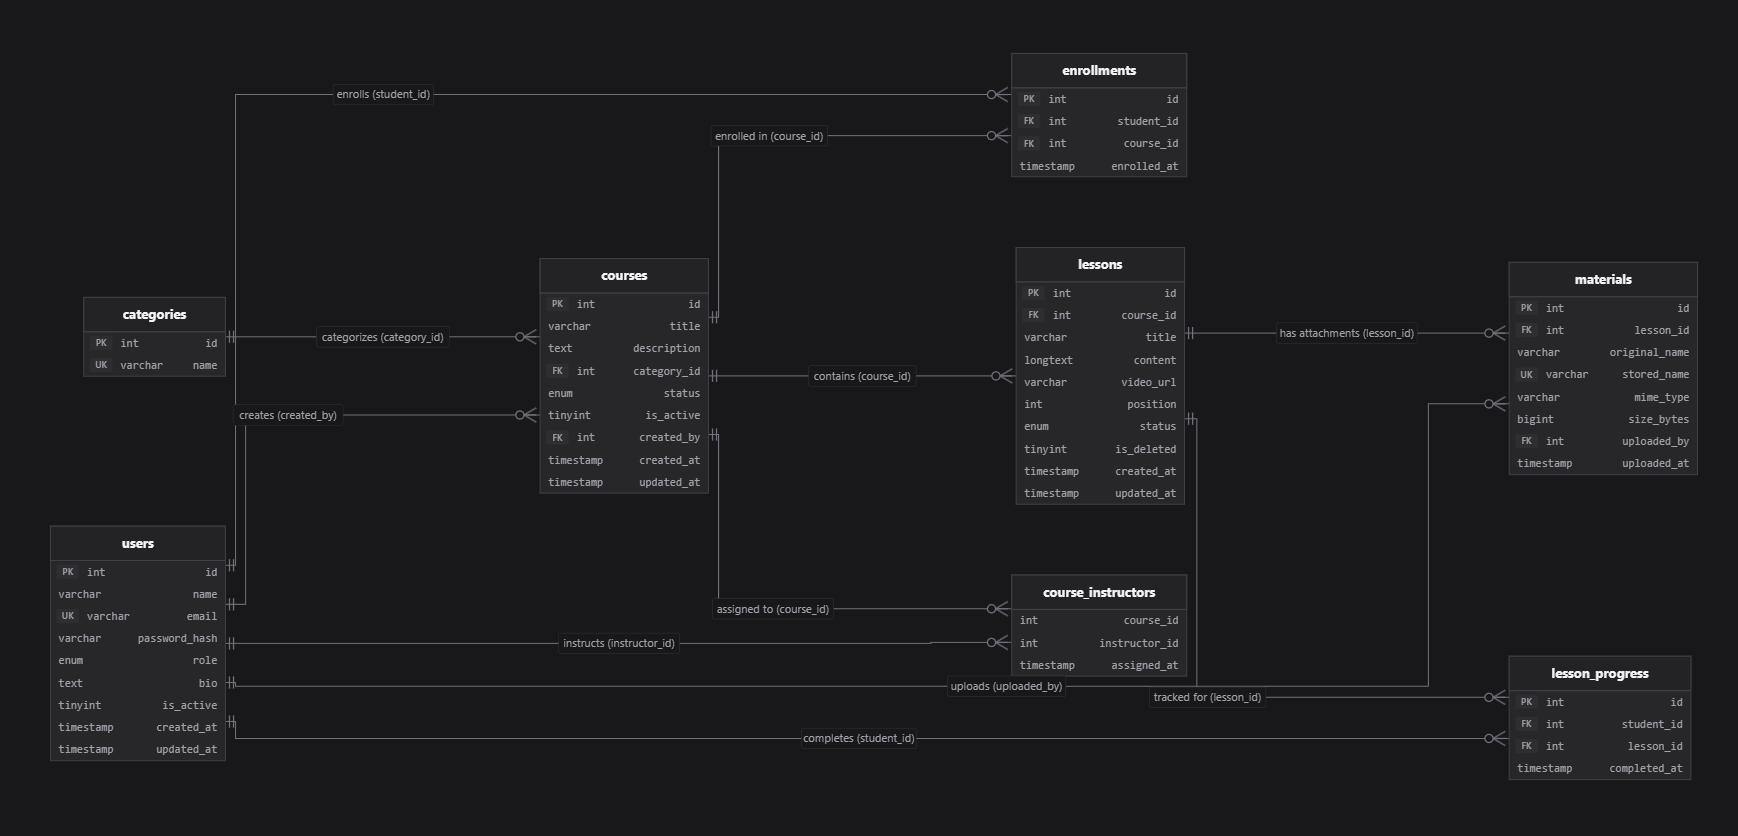 enrollments
PK int id
FK int student_id
FK int course_id
timestamp enrolled_at
enrolls (student_id)
enrolled in (course_id)
categories
PK int id
UK varchar name
categorizes (category_id)
creates (created_by)
courses
PK int id
varchar title
text description
FK int category_id
enum status
tinyint is_active
FK int created_by
timestamp created_at
timestamp updated_at
contains (course_id)
lessons
PK int id
FK int course_id
varchar title
longtext content
varchar video_url
int position
enum status
tinyint is_deleted
timestamp created_at
timestamp updated_at
has attachments (lesson_id)
materials
PK int id
FK int lesson_id
varchar original_name
UK varchar stored_name
varchar mime_type
bigint size_bytes
FK int uploaded_by
timestamp uploaded_at
users
PK int id
varchar name
UK varchar email
varchar password_hash
enum role
text bio
tinyint is_active
timestamp created_at
timestamp updated_at
assigned to (course_id)
instructs (instructor_id)
course_instructors
int course_id
int instructor_id
timestamp assigned_at
uploads (uploaded_by)
tracked for (lesson_id)
completes (student_id)
lesson_progress
PK int id
FK int student_id
FK int lesson_id
timestamp completed_at